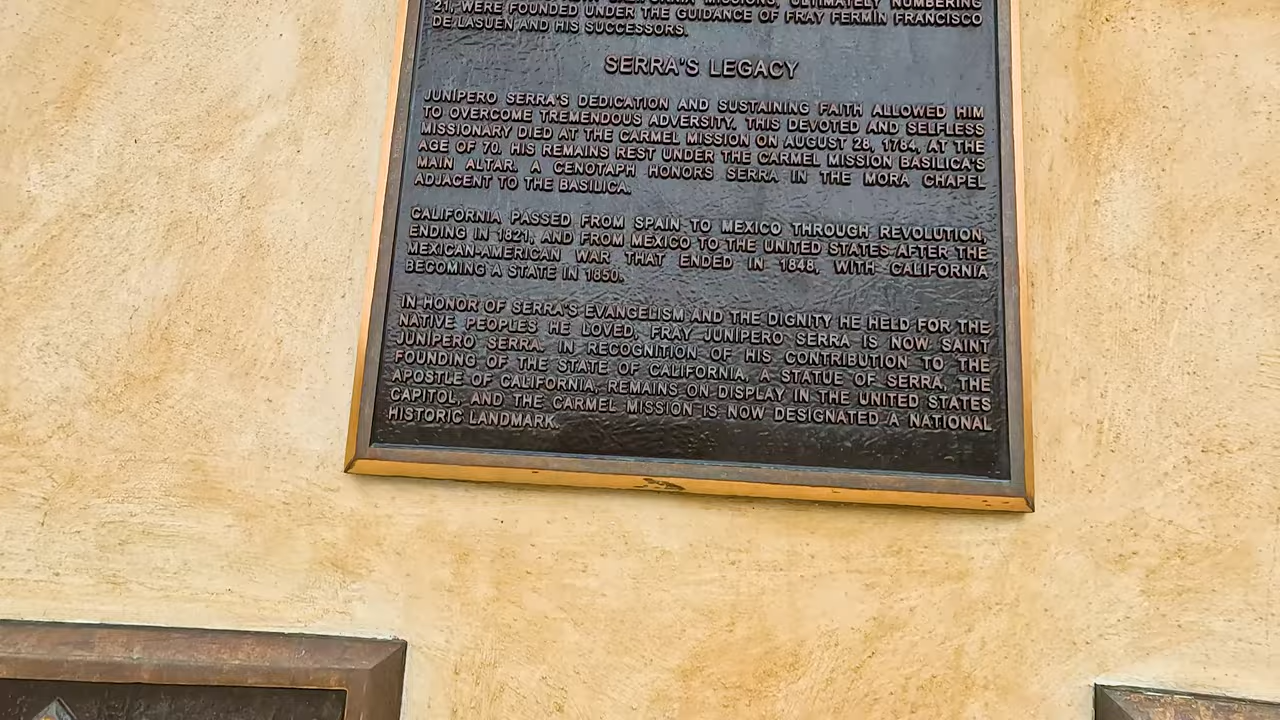 CALIFORNIA MISSIONS, ULTIMATELY NUMBERING
21, WERE FOUNDED UNDER THE GUIDANCE OF FRAY FERMÍN FRANCISCO
DE LASUÉN AND HIS SUCCESSORS.
SERRA'S LEGACY
JUNÍPERO SERRA'S DEDICATION AND SUSTAINING FAITH ALLOWED HIM
TO OVERCOME TREMENDOUS ADVERSITY. THIS DEVOTED AND SELFLESS
MISSIONARY DIED AT THE CARMEL MISSION ON AUGUST 28, 1784, AT THE
AGE OF 70. HIS REMAINS REST UNDER THE CARMEL MISSION BASILICA'S
MAIN ALTAR. A CENOTAPH HONORS SERRA IN THE MORA CHAPEL
ADJACENT TO THE BASILICA.
CALIFORNIA PASSED FROM SPAIN TO MEXICO THROUGH REVOLUTION,
ENDING IN 1821, AND FROM MEXICO TO THE UNITED STATES AFTER THE
MEXICAN-AMERICAN WAR THAT ENDED IN 1848, WITH CALIFORNIA
BECOMING A STATE IN 1850.
IN HONOR OF SERRA'S EVANGELISM AND THE DIGNITY HE HELD FOR THE
NATIVE PEOPLES HE LOVED, FRAY JUNÍPERO SERRA IS NOW SAINT
JUNÍPERO SERRA. IN RECOGNITION OF HIS CONTRIBUTION TO THE
FOUNDING OF THE STATE OF CALIFORNIA, A STATUE OF SERRA, THE
APOSTLE OF CALIFORNIA, REMAINS ON DISPLAY IN THE UNITED STATES
CAPITOL, AND THE CARMEL MISSION IS NOW DESIGNATED A NATIONAL
HISTORIC LANDMARK.